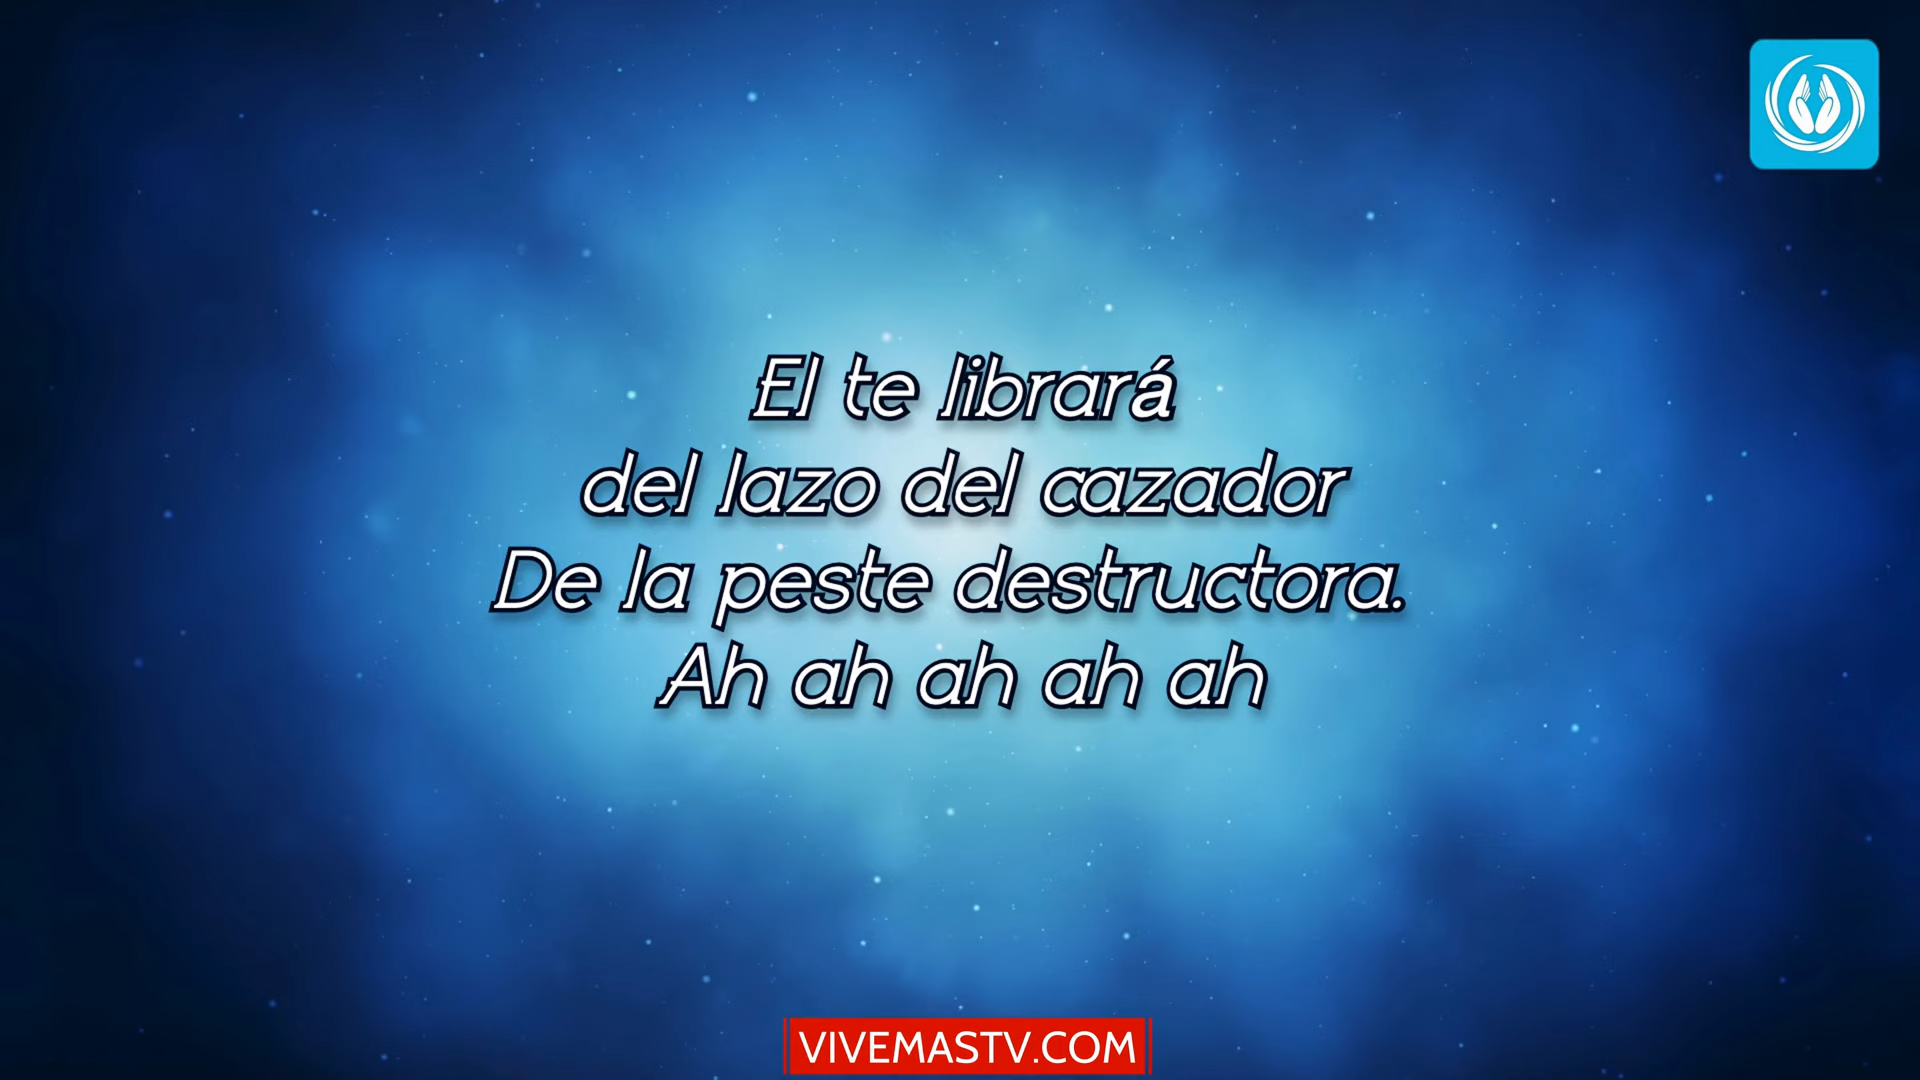 El te librará
del lazo del cazador
De la peste destructora.
Ah ah ah ah ah
VIVEMASTV.COM